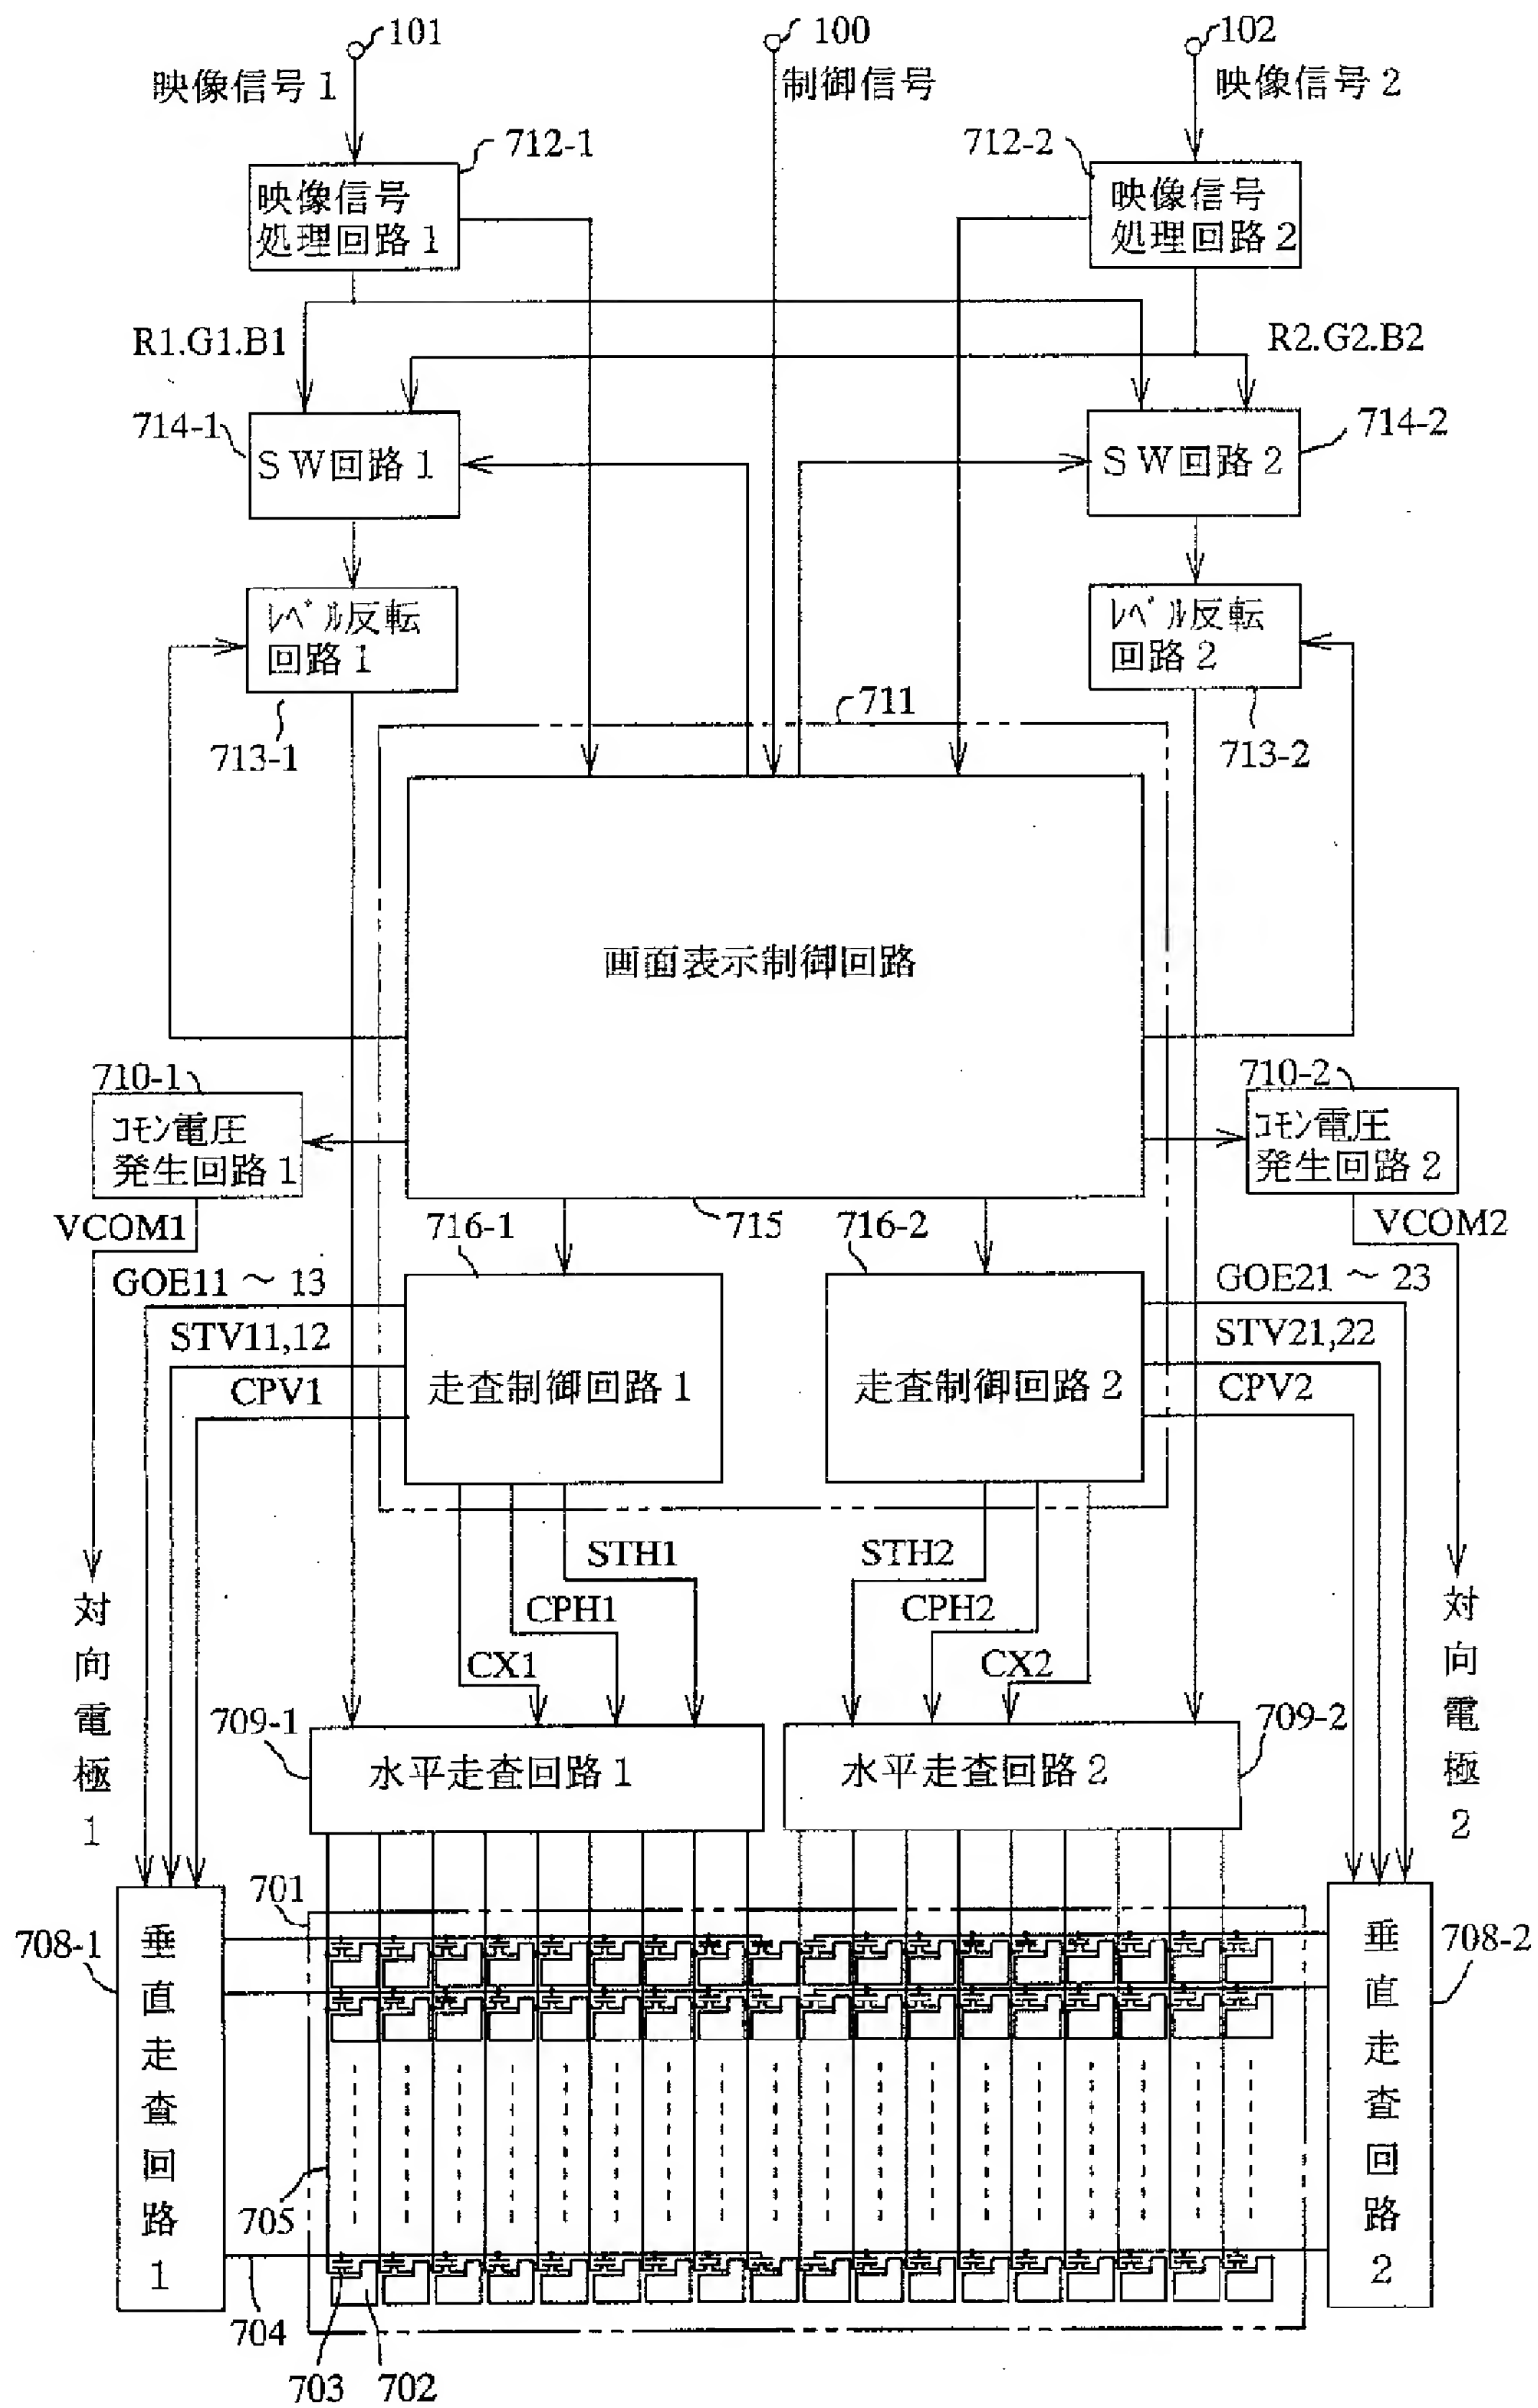 101
100
102
映像信号1
制御信号
映像信号2
712-1
712-2
映像信号
処理回路1
映像信号
処理回路2
R1.G1.B1
R2.G2.B2
714-1
714-2
SW回路1
SW回路2
ﾚﾍﾞﾙ反転
回路1
ﾚﾍﾞﾙ反転
回路2
711
713-1
713-2
画面表示制御回路
710-1
710-2
ｺﾓﾝ電圧
発生回路1
ｺﾓﾝ電圧
発生回路2
VCOM1
716-1
715
716-2
VCOM2
GOE11～13
GOE21～23
STV11,12
STV21,22
CPV1
CPV2
走査制御回路1
走査制御回路2
STH1
STH2
CPH1
CPH2
CX1
CX2
対向電極1
対向電極2
709-1
709-2
水平走査回路1
水平走査回路2
701
708-1
708-2
垂直走査回路1
垂直走査回路2
705
704
703
702